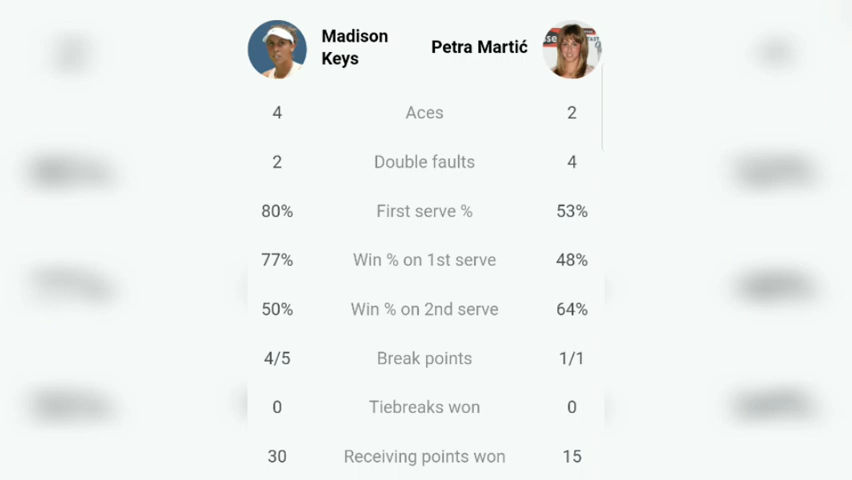 Madison
Keys
Petra Martić
4 Aces 2
2 Double faults 4
80% First serve % 53%
77% Win % on 1st serve 48%
50% Win % on 2nd serve 64%
4/5 Break points 1/1
0 Tiebreaks won 0
30 Receiving points won 15